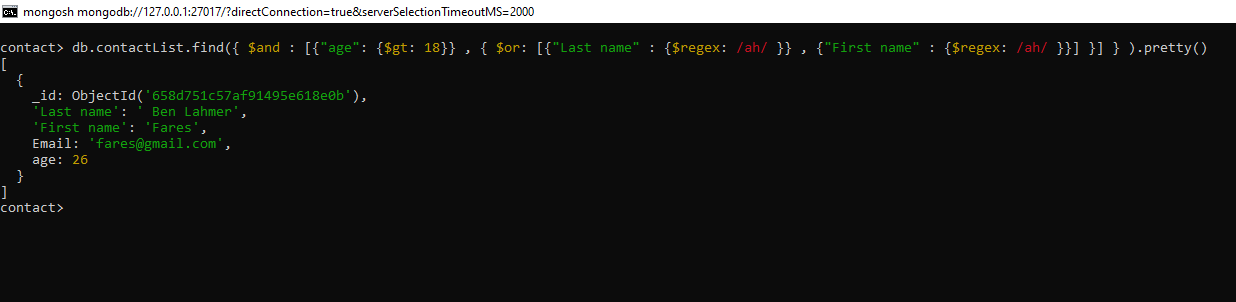 mongosh mongodb://127.0.0.1:27017/?directionConnection=true&serverSelectionTimeoutMS=2000
contact> db.contactList.find({ $and : [{"age": {$gt: 18}} , { $or: [{"Last name" : {$regex: /ah/ }} , {"First name" : {$regex: /ah/ }}] }] } ).pretty()
[
  {
    _id: ObjectId('658d751c57af91495e618e0b'),
    'Last name': ' Ben Lahmer',
    'First name': 'Fares',
    Email: 'fares@gmail.com',
    age: 26
  }
]
contact>